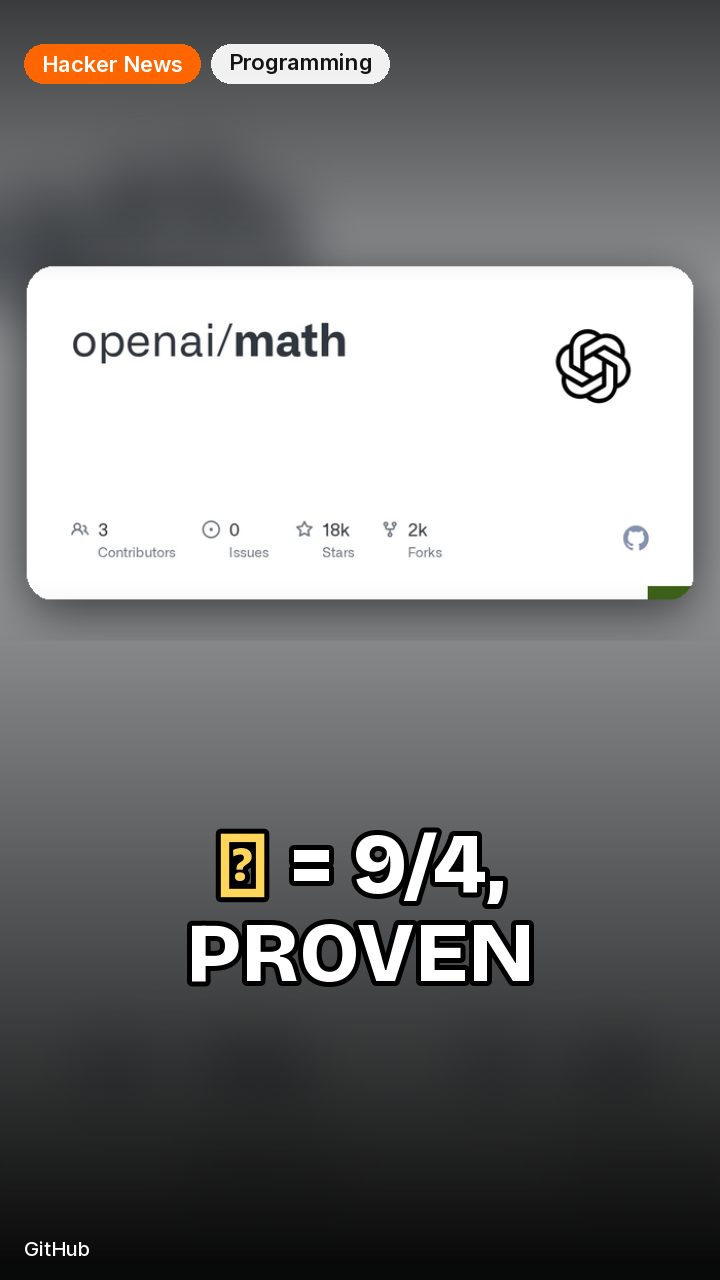 Hacker News
Programming
openai/math
3
Contributors
0
Issues
18k
Stars
2k
Forks
= 9/4,
PROVEN
GitHub